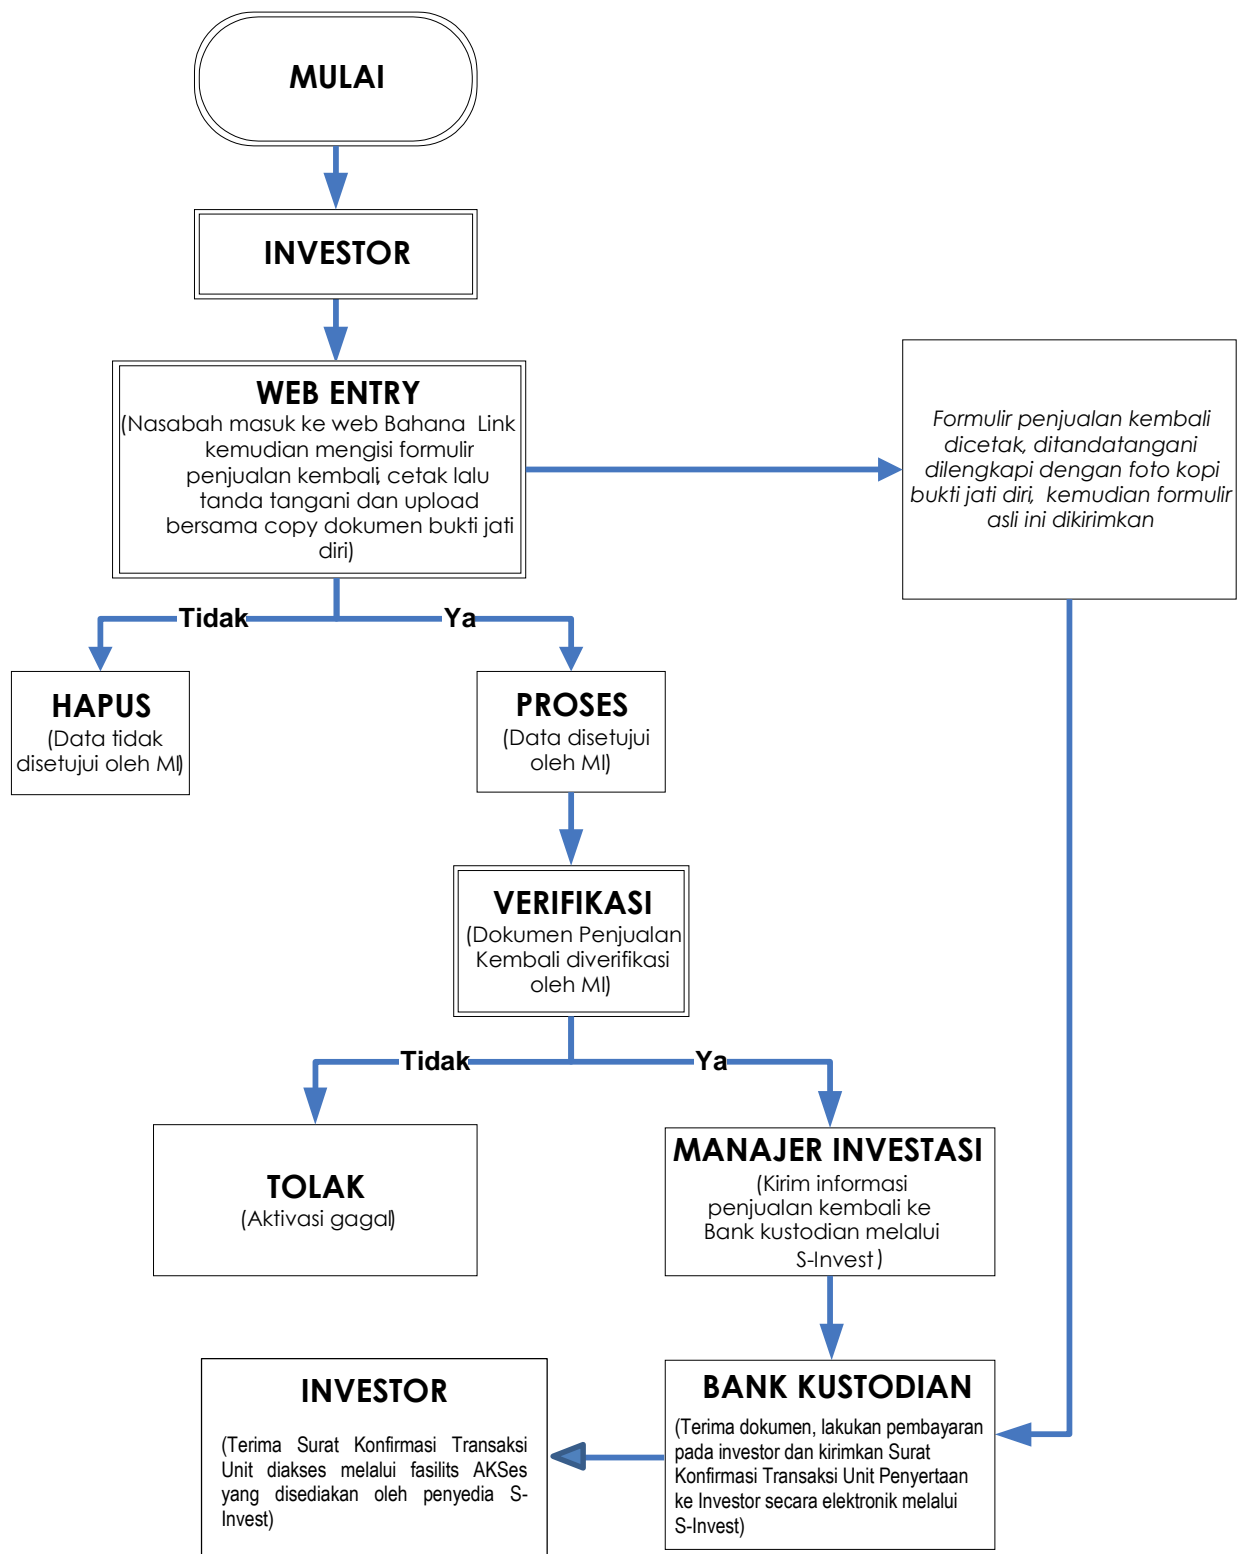 MULAI
INVESTOR
WEB ENTRY
(Nasabah masuk ke web Bahana Link
kemudian mengisi formulir
penjualan kembali, cetak lalu
tanda tangani dan upload
bersama copy dokumen bukti jati
diri)
Formulir penjualan kembali
dicetak, ditandatangani
dilengkapi dengan foto kopi
bukti jati diri, kemudian formulir
asli ini dikirimkan
Tidak
Ya
HAPUS
(Data tidak
disetujui oleh MI)
PROSES
(Data disetujui
oleh MI)
VERIFIKASI
(Dokumen Penjualan
Kembali diverifikasi
oleh MI)
Tidak
Ya
TOLAK
(Aktivasi gagal)
MANAJER INVESTASI
(Kirim informasi
penjualan kembali ke
Bank kustodian melalui
S-Invest)
INVESTOR
(Terima Surat Konfirmasi Transaksi
Unit diakses melalui fasilits AKSes
yang disediakan oleh penyedia S-
Invest)
BANK KUSTODIAN
(Terima dokumen, lakukan pembayaran
pada investor dan kirimkan Surat
Konfirmasi Transaksi Unit Penyertaan
ke Investor secara elektronik melalui
S-Invest)